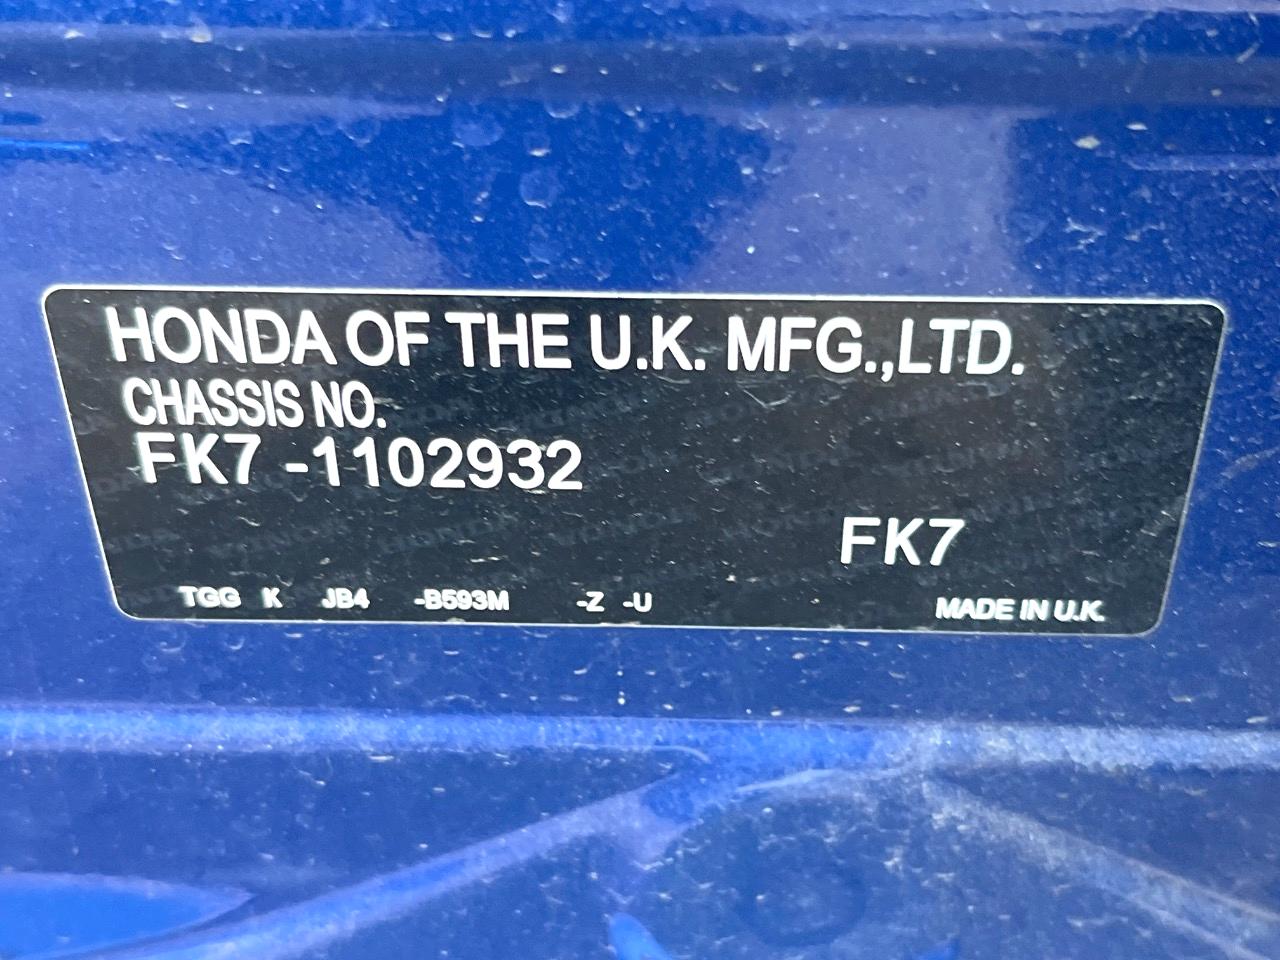 HONDA OF THE U.K. MFG.,LTD.
CHASSIS NO.
FK7 -1102932
FK7
TGG K JB4 -B593M -Z -U
MADE IN U.K.